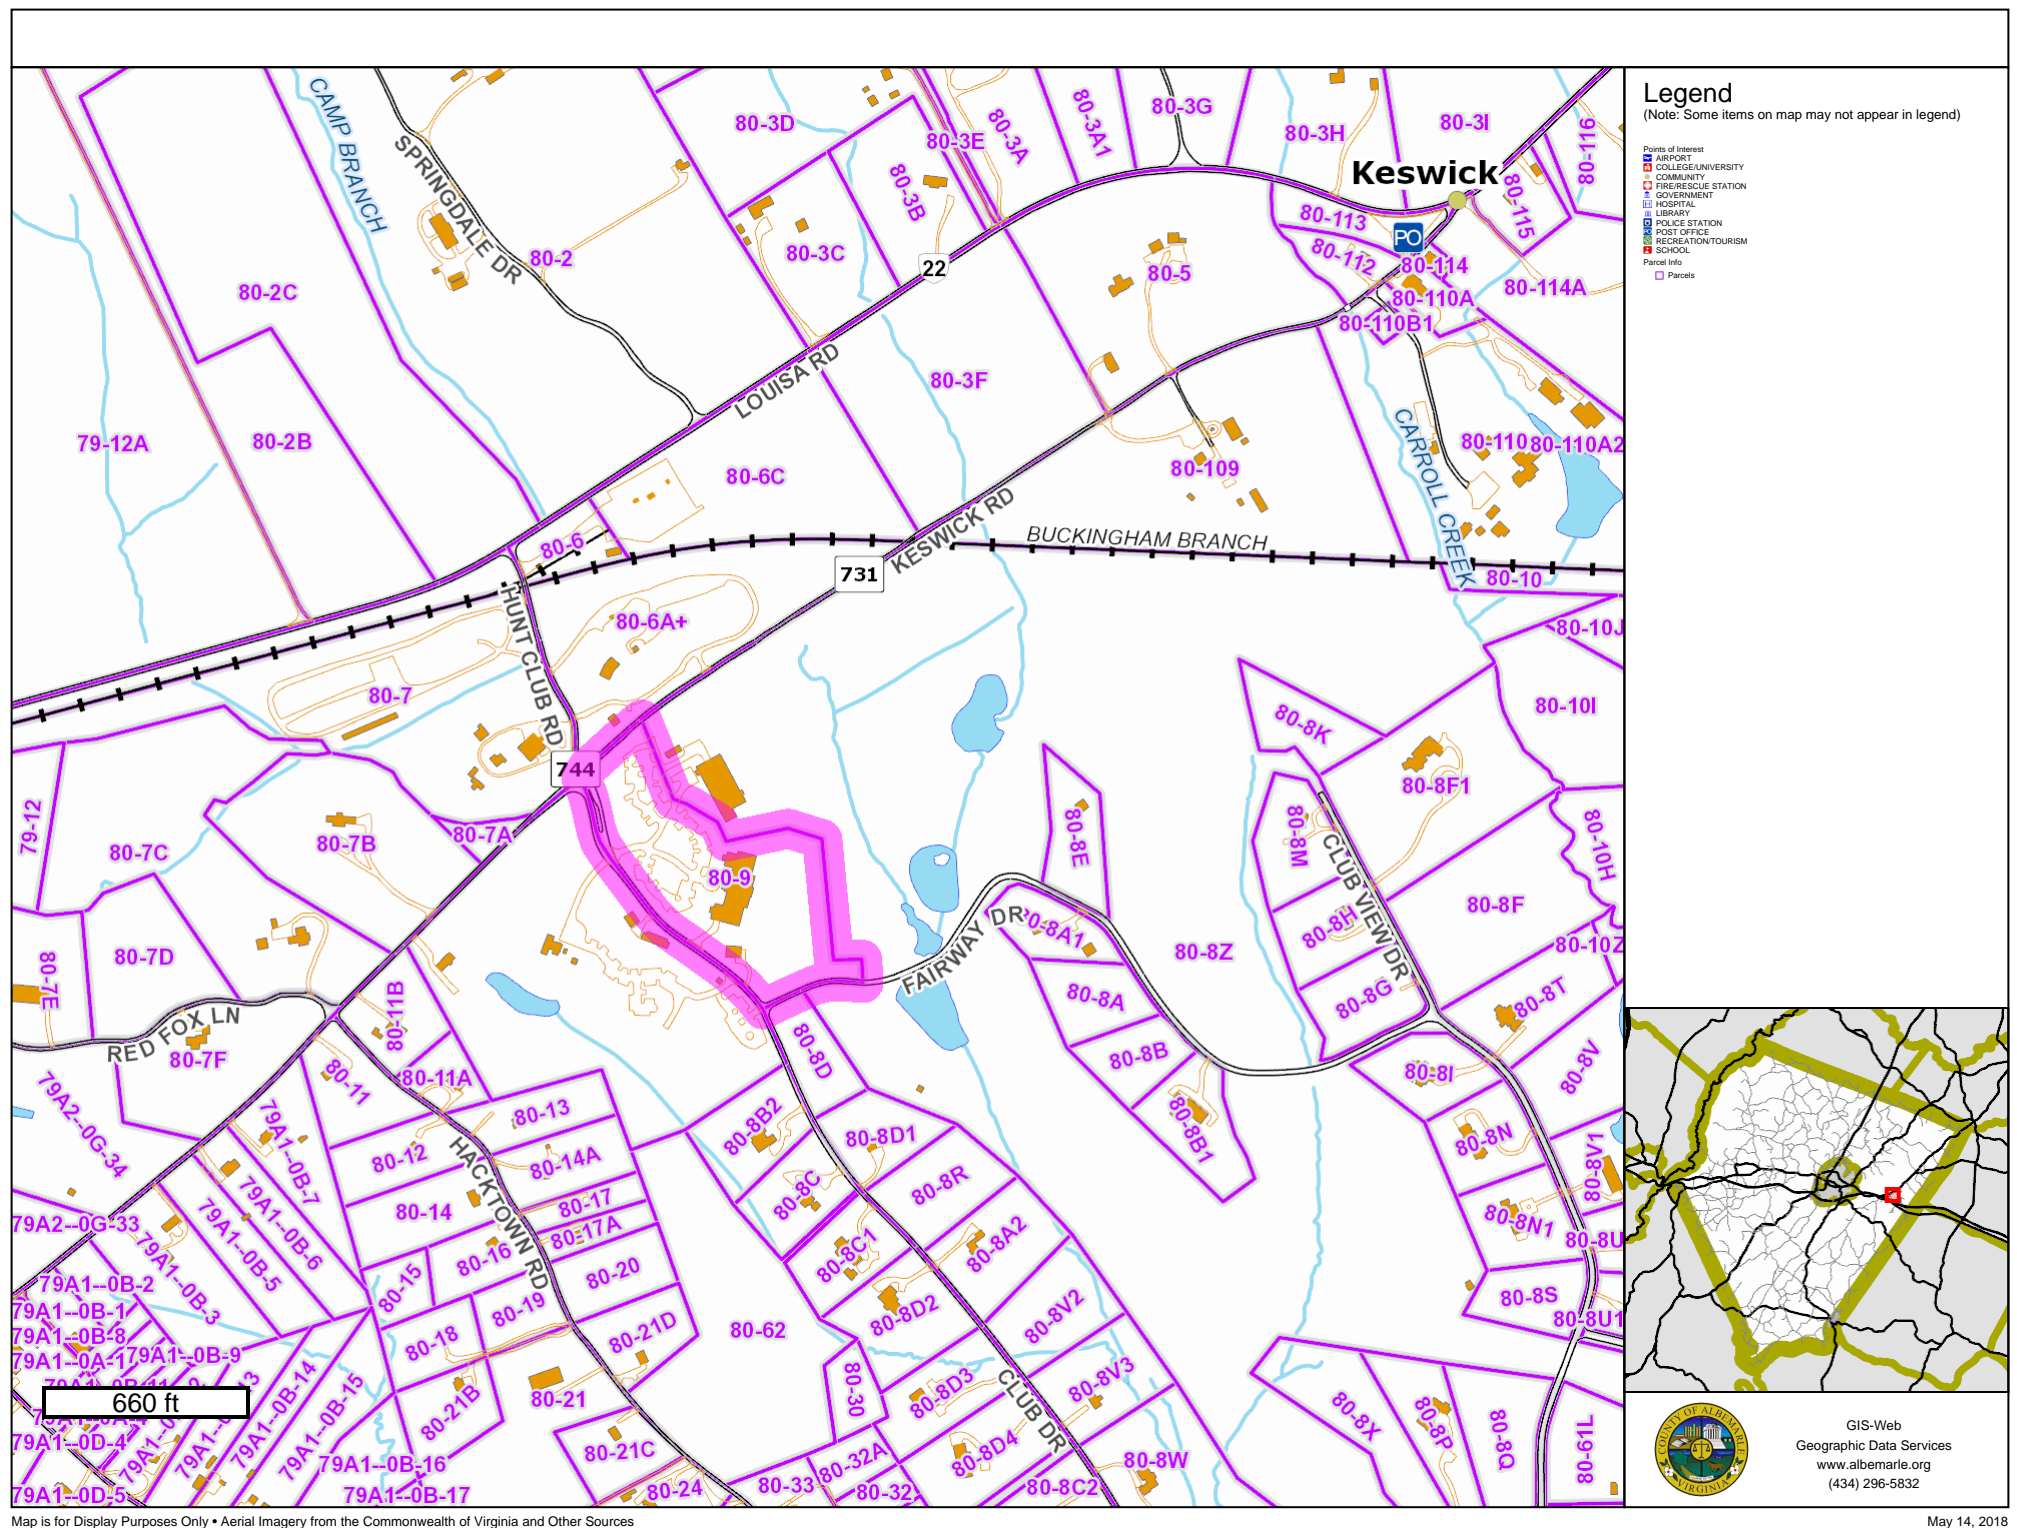 Legend
(Note: Some items on map may not appear in legend)
Points of Interest
AIRPORT
COLLEGE/UNIVERSITY
COMMUNITY
FIRE/RESCUE STATION
GOVERNMENT
HOSPITAL
LIBRARY
POLICE STATION
POST OFFICE
RECREATION/TOURISM
SCHOOL
Parcel Info
Parcels
CAMP BRANCH
SPRINGDALE DR
80-3D
80-3E
80-3A
80-3A1
80-3G
80-3H
80-3I
80-116
Keswick
80-115
80-3B
80-113
PO
80-112
80-114
80-2
80-3C
22
80-5
80-114A
80-2C
80-110A
80-110B1
LOUISA RD
80-3F
79-12A
80-2B
80-6C
80-109
CARROLL CREEK
80-110
80-110A2
KESWICK RD
80-6
BUCKINGHAM BRANCH
731
80-10
HUNT CLUB RD
80-6A+
80-10J
80-7
80-10I
80-8K
744
80-8F1
79-12
80-7C
80-7B
80-7A
80-8E
80-8M
CLUB VIEW DR
80-10H
80-9
80-8F
80-8H
FAIRWAY DR
80-8A1
80-8Z
80-10Z
80-7E
80-7D
80-11B
80-8A
80-8G
80-8T
RED FOX LN
80-7F
80-8D
80-8B
80-8I
80-8V
80-11
80-11A
79A2--0G-34
79A1--0B-7
80-13
80-8B2
80-8D1
80-8B1
80-8N
80-8V1
HACKTOWN RD
80-12
80-14A
80-8C
80-8R
79A2--0G-33
79A1--0B-6
79A1--0B-5
79A1--0B-3
80-14
80-17
80-17A
80-8N1
80-8U
80-16
80-8C1
80-8A2
80-15
80-20
79A1--0B-2
79A1--0B-1
79A1--0B-8
79A1--0A-1
79A1--0B-9
80-19
80-18
80-21D
80-62
80-8D2
80-8V2
80-8S
80-8U1
79A1--0B-14
79A1--0B-15
80-21B
80-21
80-30
80-8D3
CLUB DR
80-8V3
80-8X
80-8P
80-8Q
80-61L
660 ft
79A1--0D-4
79A1--0B-16
80-21C
80-32A
80-8D4
80-8W
79A1--0D-5
79A1--0B-17
80-24
80-33
80-32
80-8C2
COUNTY OF ALBEMARLE
VIRGINIA
GIS-Web
Geographic Data Services
www.albemarle.org
(434) 296-5832
Map is for Display Purposes Only • Aerial Imagery from the Commonwealth of Virginia and Other Sources
May 14, 2018